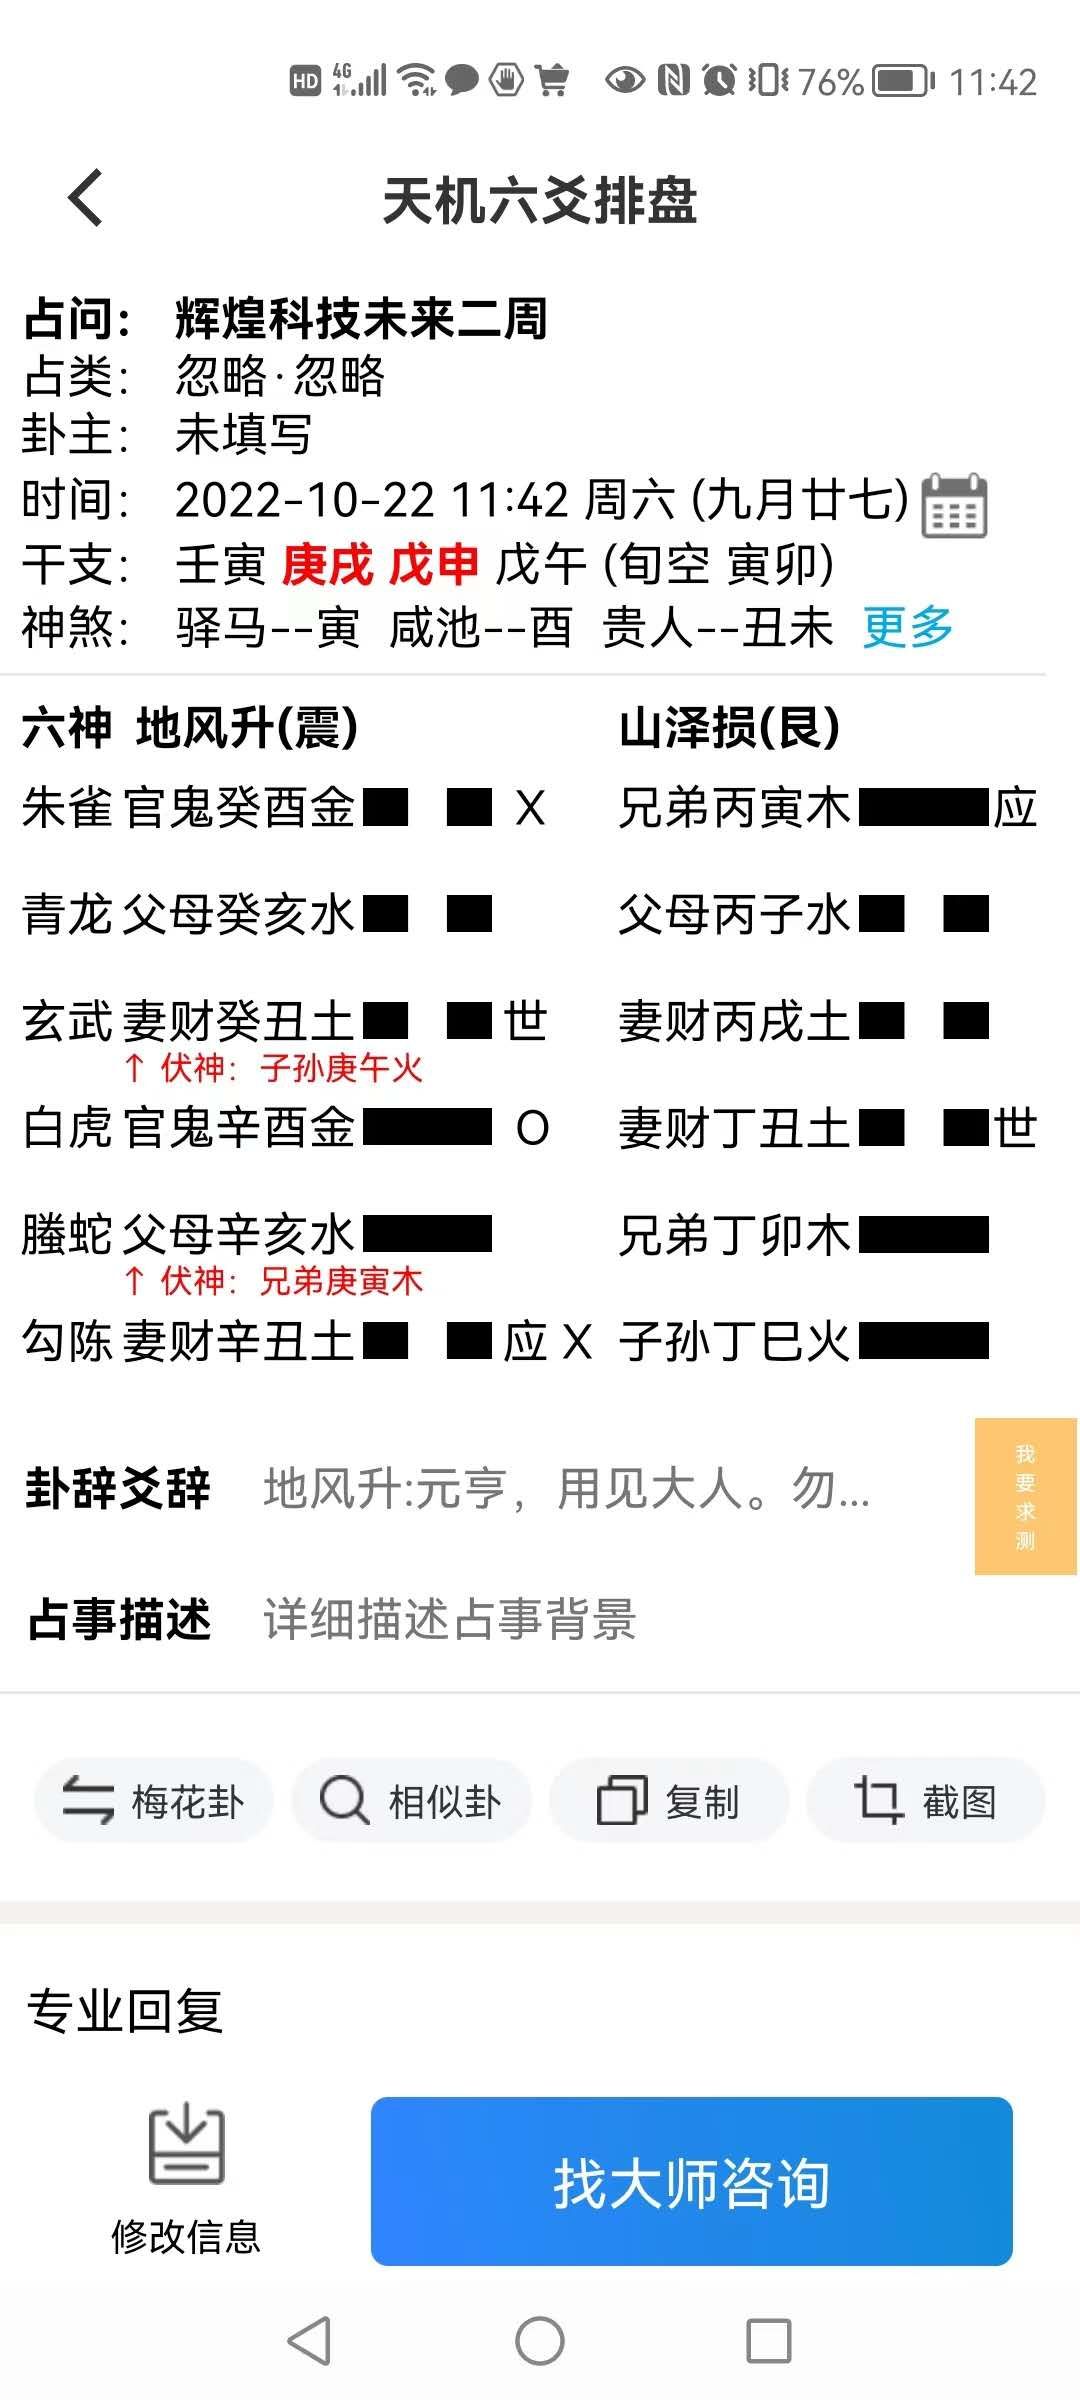 HD 4G 76% 11:42
天机六爻排盘
占问： 辉煌科技未来二周
占类： 忽略·忽略
卦主： 未填写
时间： 2022-10-22 11:42 周六 (九月廿七)
干支： 壬寅 庚戌 戊申 戊午 (旬空 寅卯)
神煞： 驿马--寅 咸池--酉 贵人--丑未 更多
六神 地风升(震) 山泽损(艮)
朱雀 官鬼癸酉金 X 兄弟丙寅木 应
青龙 父母癸亥水 父母丙子水
玄武 妻财癸丑土 世 妻财丙戌土
↑ 伏神：子孙庚午火
白虎 官鬼辛酉金 O 妻财丁丑土 世
螣蛇 父母辛亥水 兄弟丁卯木
↑ 伏神：兄弟庚寅木
勾陈 妻财辛丑土 应 X 子孙丁巳火
我要求测
卦辞爻辞 地风升:元亨，用见大人。勿...
占事描述 详细描述占事背景
梅花卦 相似卦 复制 截图
专业回复
找大师咨询
修改信息